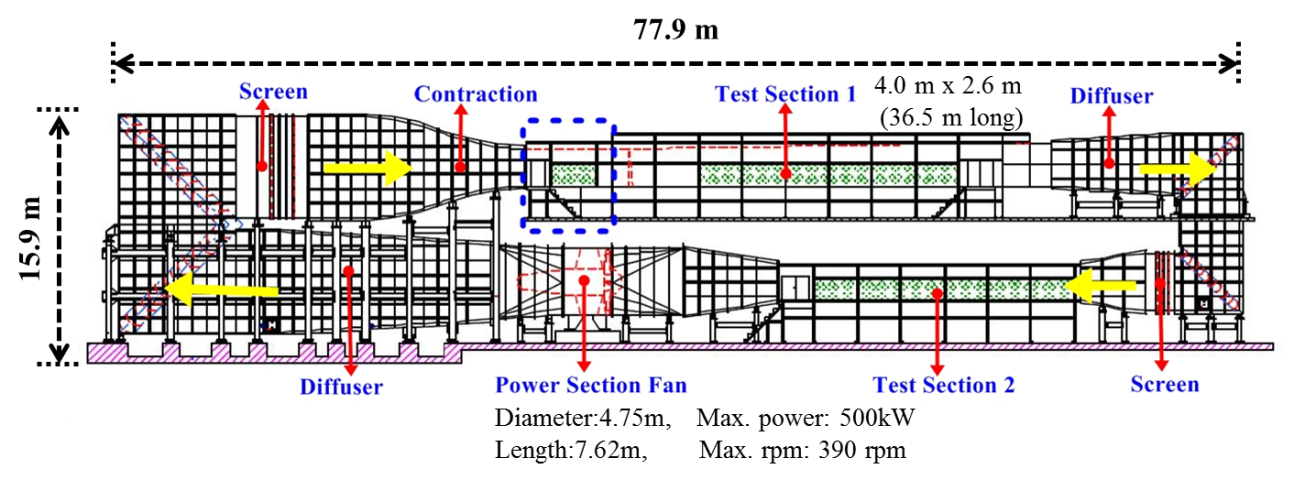 77.9 m
Screen
Contraction
Test Section 1
4.0 m x 2.6 m
(36.5 m long)
Diffuser
15.9 m
Diffuser
Power Section Fan
Test Section 2
Screen
Diameter:4.75m, Max. power: 500kW
Length:7.62m, Max. rpm: 390 rpm